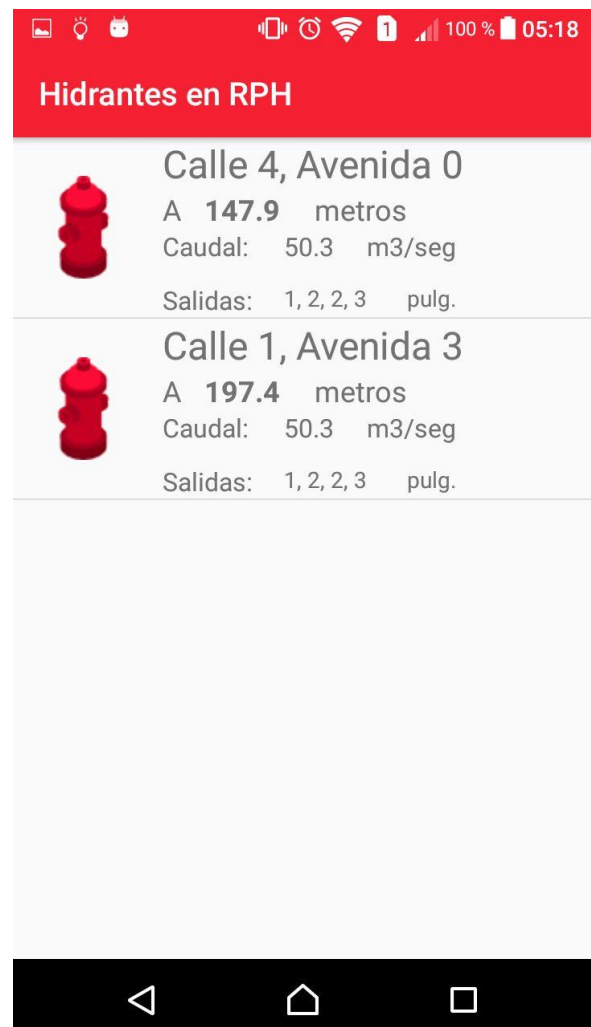 1 100 % 05:18
Hidrantes en RPH
Calle 4, Avenida 0
A 147.9 metros
Caudal: 50.3 m3/seg
Salidas: 1, 2, 2, 3 pulg.
Calle 1, Avenida 3
A 197.4 metros
Caudal: 50.3 m3/seg
Salidas: 1, 2, 2, 3 pulg.